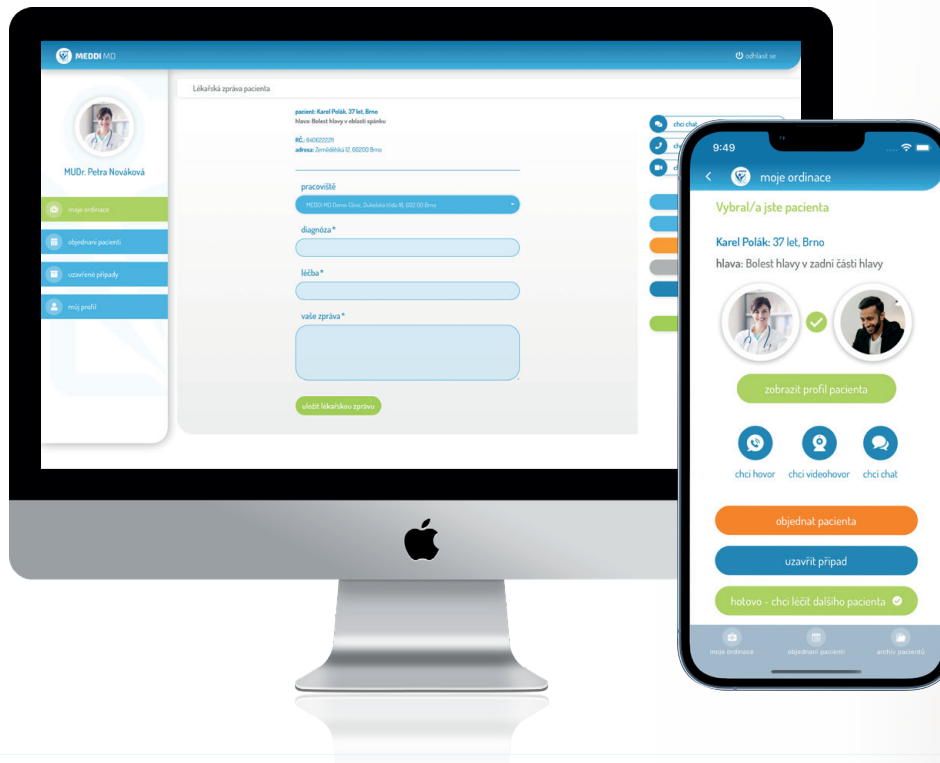 MEDDI MD
odhlásit se
MUDr. Petra Nováková
moje ordinace
objednaní pacienti
uzavřené případy
můj profil
Lékařská zpráva pacienta
pacient: Karel Polák, 37 let, Brno
hlava: Bolest hlavy v oblasti spánku
RČ.: 8406222211
adresa: Zemědělská 12, 60200 Brno
pracoviště
MEDDI MD Demo Clinic, Dukelská třída 18, 602 00 Brno
diagnóza*
léčba*
vaše zpráva*
uložit lékařskou zprávu
chci chat
9:49
moje ordinace
Vybral/a jste pacienta
Karel Polák: 37 let, Brno
hlava: Bolest hlavy v zadní části hlavy
zobrazit profil pacienta
chci hovor chci videohovor chci chat
objednat pacienta
uzavřít případ
hotovo - chci léčit dalšího pacienta
moje ordinace objednaní pacienti archiv pacientů